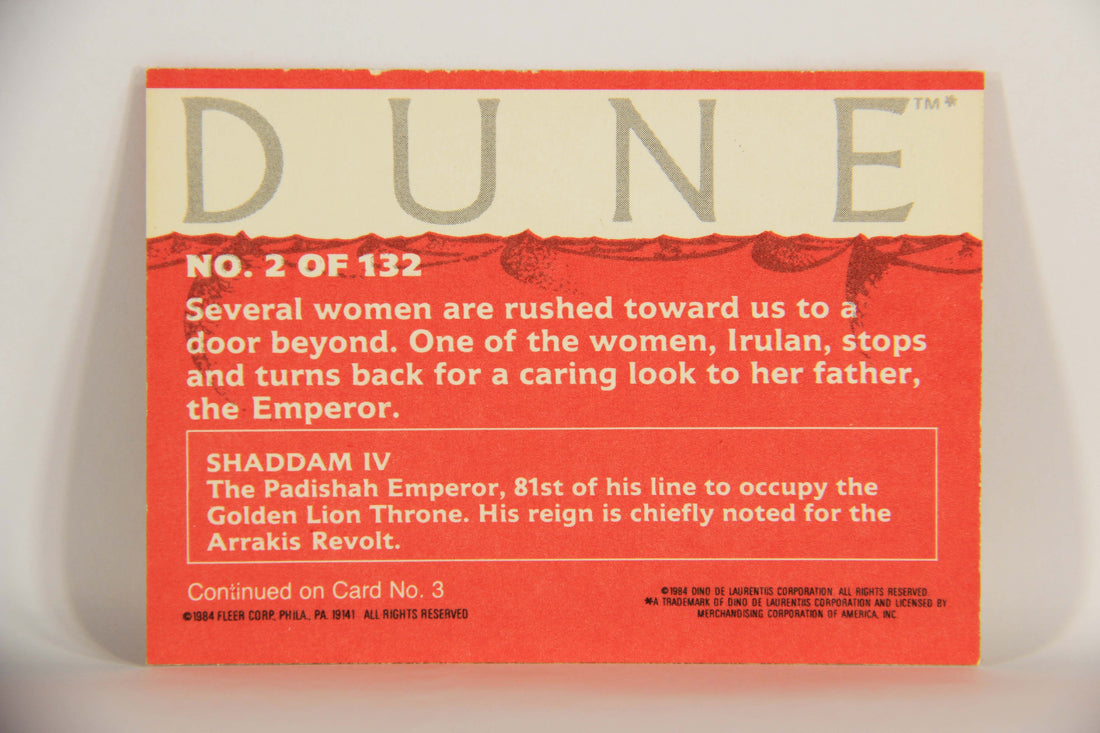 DUNE™*
NO. 2 OF 132
Several women are rushed toward us to a
door beyond. One of the women, Irulan, stops
and turns back for a caring look to her father,
the Emperor.
SHADDAM IV
The Padishah Emperor, 81st of his line to occupy the
Golden Lion Throne. His reign is chiefly noted for the
Arrakis Revolt.
Continued on Card No. 3
©1984 FLEER CORP., PHILA., PA. 19141 ALL RIGHTS RESERVED
©1984 DINO DE LAURENTIIS CORPORATION. ALL RIGHTS RESERVED.
*A TRADEMARK OF DINO DE LAURENTIIS CORPORATION AND LICENSED BY
MERCHANDISING CORPORATION OF AMERICA, INC.